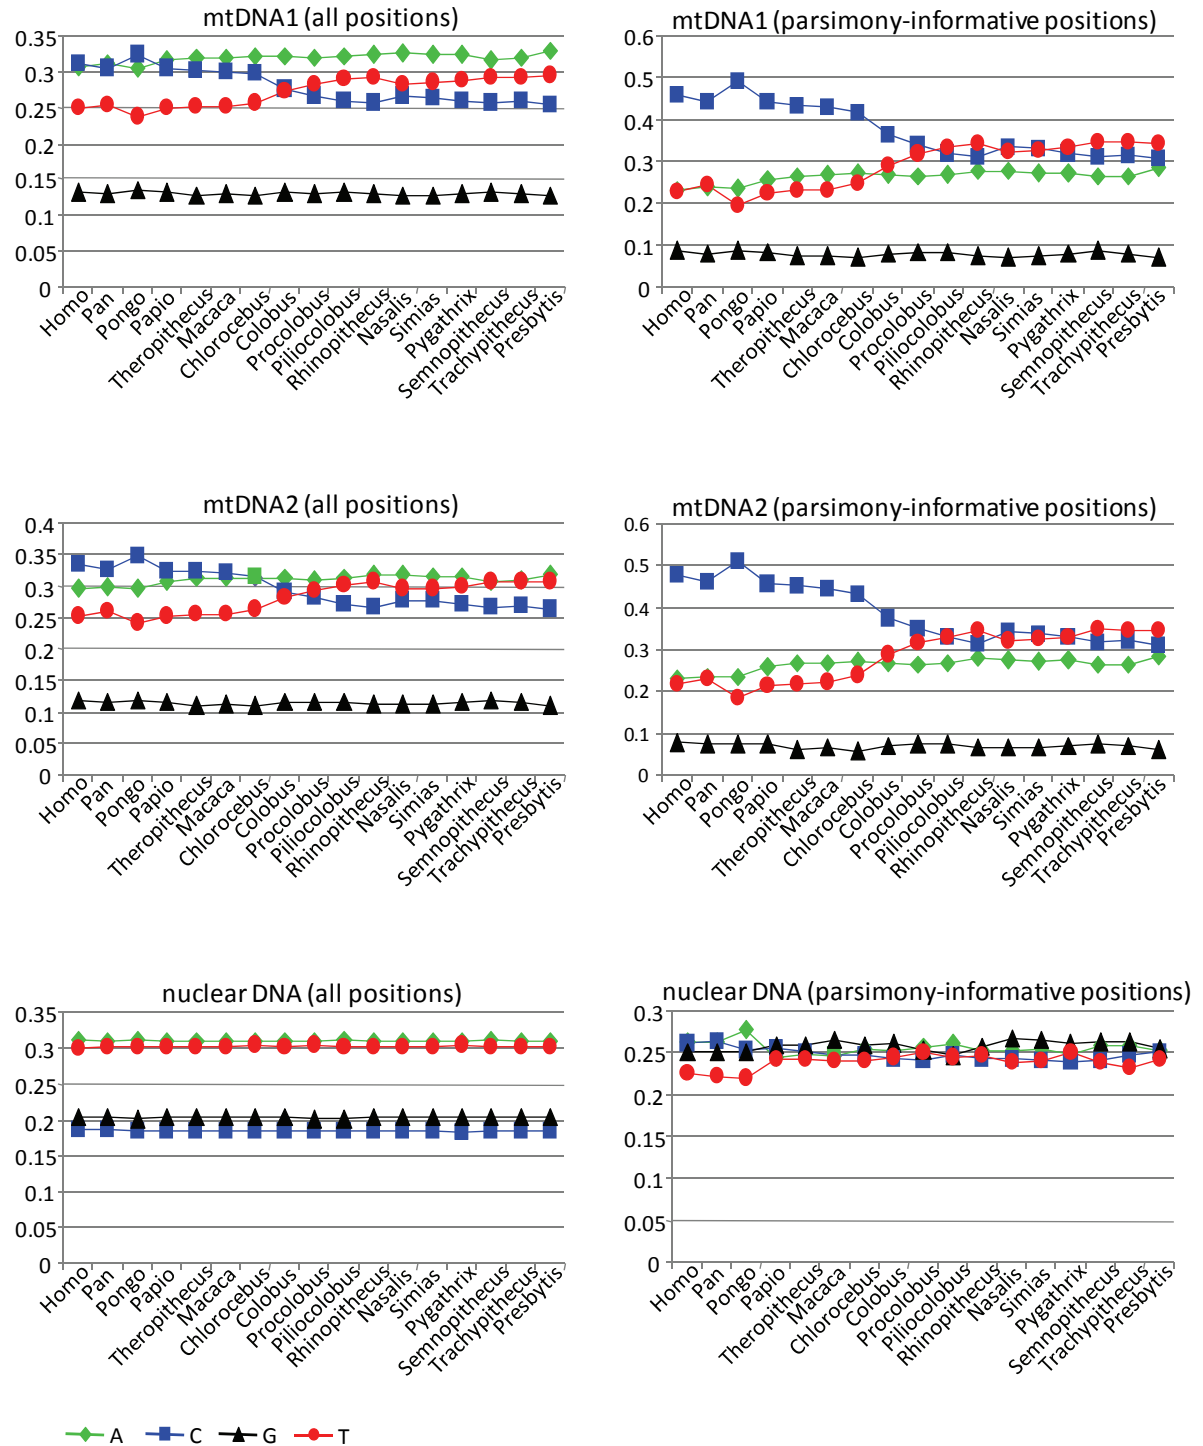 mtDNA1 (all positions)
0.35
0.3
0.25
0.2
0.15
0.1
0.05
0
Homo
Pan
Pongo
Papio
Theropithecus
Macaca
Chlorocebus
Colobus
Procolobus
Piliocolobus
Rhinopithecus
Nasalis
Simias
Pygathrix
Semnopithecus
Trachypithecus
Presbytis
mtDNA1 (parsimony-informative positions)
0.6
0.5
0.4
0.3
0.2
0.1
0
Homo
Pan
Pongo
Papio
Theropithecus
Macaca
Chlorocebus
Colobus
Procolobus
Piliocolobus
Rhinopithecus
Nasalis
Simias
Pygathrix
Semnopithecus
Trachypithecus
Presbytis
mtDNA2 (all positions)
0.4
0.35
0.3
0.25
0.2
0.15
0.1
0.05
0
Homo
Pan
Pongo
Papio
Theropithecus
Macaca
Chlorocebus
Colobus
Procolobus
Piliocolobus
Rhinopithecus
Nasalis
Simias
Pygathrix
Semnopithecus
Trachypithecus
Presbytis
mtDNA2 (parsimony-informative positions)
0.6
0.5
0.4
0.3
0.2
0.1
0
Homo
Pan
Pongo
Papio
Theropithecus
Macaca
Chlorocebus
Colobus
Procolobus
Piliocolobus
Rhinopithecus
Nasalis
Simias
Pygathrix
Semnopithecus
Trachypithecus
Presbytis
nuclear DNA (all positions)
0.35
0.3
0.25
0.2
0.15
0.1
0.05
0
Homo
Pan
Pongo
Papio
Theropithecus
Macaca
Chlorocebus
Colobus
Procolobus
Piliocolobus
Rhinopithecus
Nasalis
Simias
Pygathrix
Semnopithecus
Trachypithecus
Presbytis
nuclear DNA (parsimony-informative positions)
0.3
0.25
0.2
0.15
0.1
0.05
0
Homo
Pan
Pongo
Papio
Theropithecus
Macaca
Chlorocebus
Colobus
Procolobus
Piliocolobus
Rhinopithecus
Nasalis
Simias
Pygathrix
Semnopithecus
Trachypithecus
Presbytis
A C G T